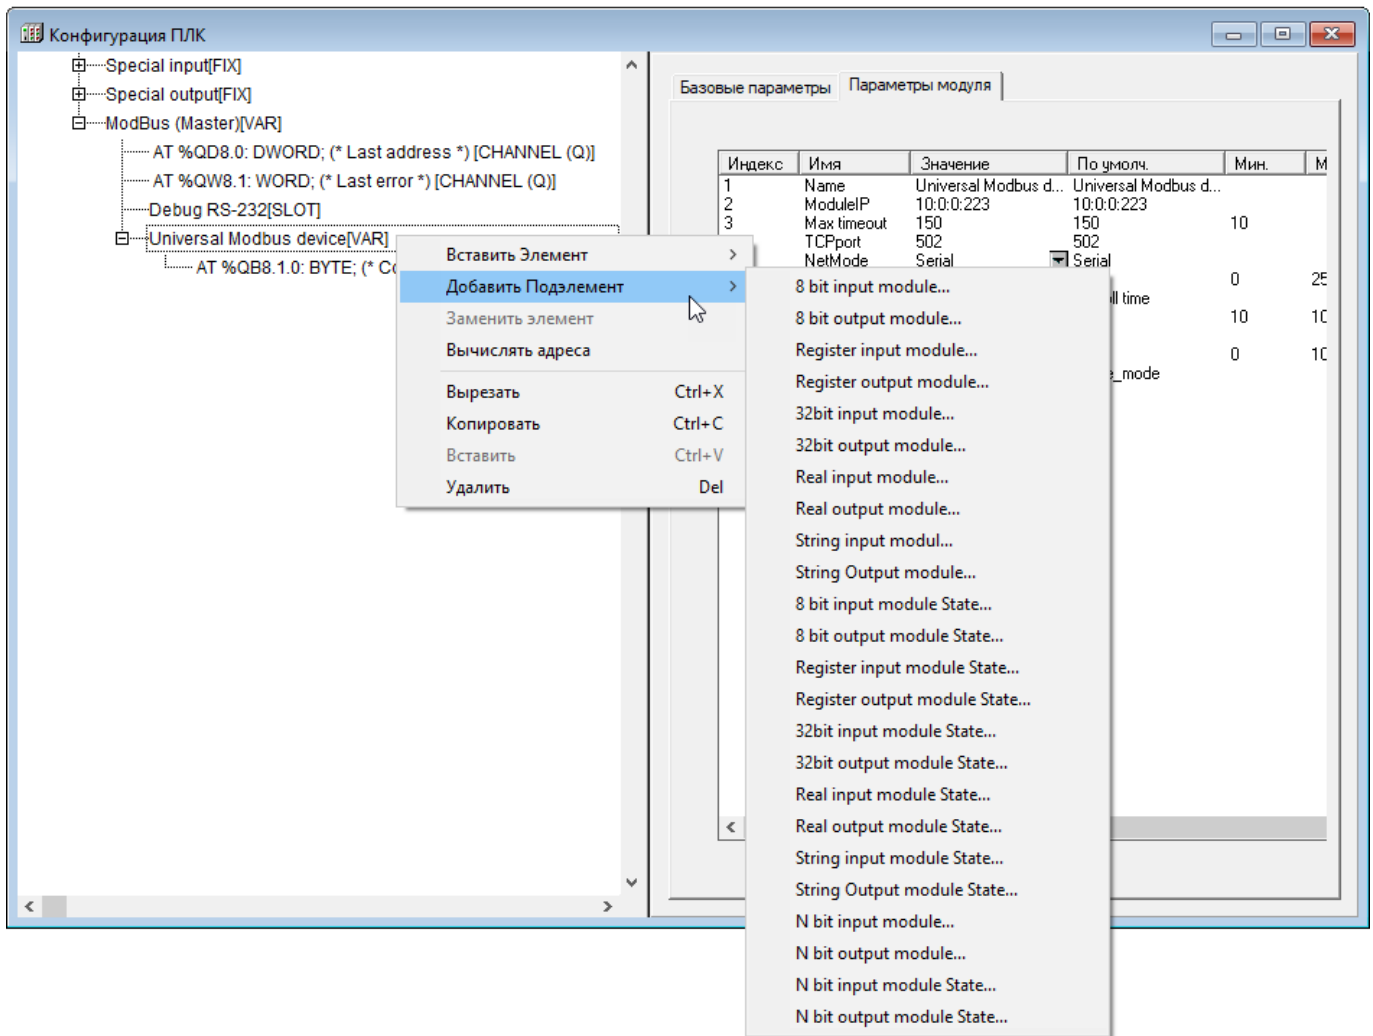 Конфигурация ПЛК
Special input[FIX]
Special output[FIX]
ModBus (Master)[VAR]
AT %QD8.0: DWORD; (* Last address *) [CHANNEL (Q)]
AT %QW8.1: WORD; (* Last error *) [CHANNEL (Q)]
Debug RS-232[SLOT]
Universal Modbus device[VAR]
AT %QB8.1.0: BYTE; (*
Вставить Элемент
Добавить Подэлемент
Заменить элемент
Вычислять адреса
Вырезать Ctrl+X
Копировать Ctrl+C
Вставить Ctrl+V
Удалить Del
8 bit input module...
8 bit output module...
Register input module...
Register output module...
32bit input module...
32bit output module...
Real input module...
Real output module...
String input modul...
String Output module...
8 bit input module State...
8 bit output module State...
Register input module State...
Register output module State...
32bit input module State...
32bit output module State...
Real input module State...
Real output module State...
String input module State...
String Output module State...
N bit input module...
N bit output module...
N bit input module State...
N bit output module State...
Базовые параметры Параметры модуля
Индекс Имя Значение По умолч. Мин. М
1 Name Universal Modbus d... Universal Modbus d...
2 ModuleIP 10:0:0:223 10:0:0:223
3 Max timeout 150 150 10
TCPport 502 502
NetMode Serial Serial
0 25
ll time
10 10
0 10
_mode